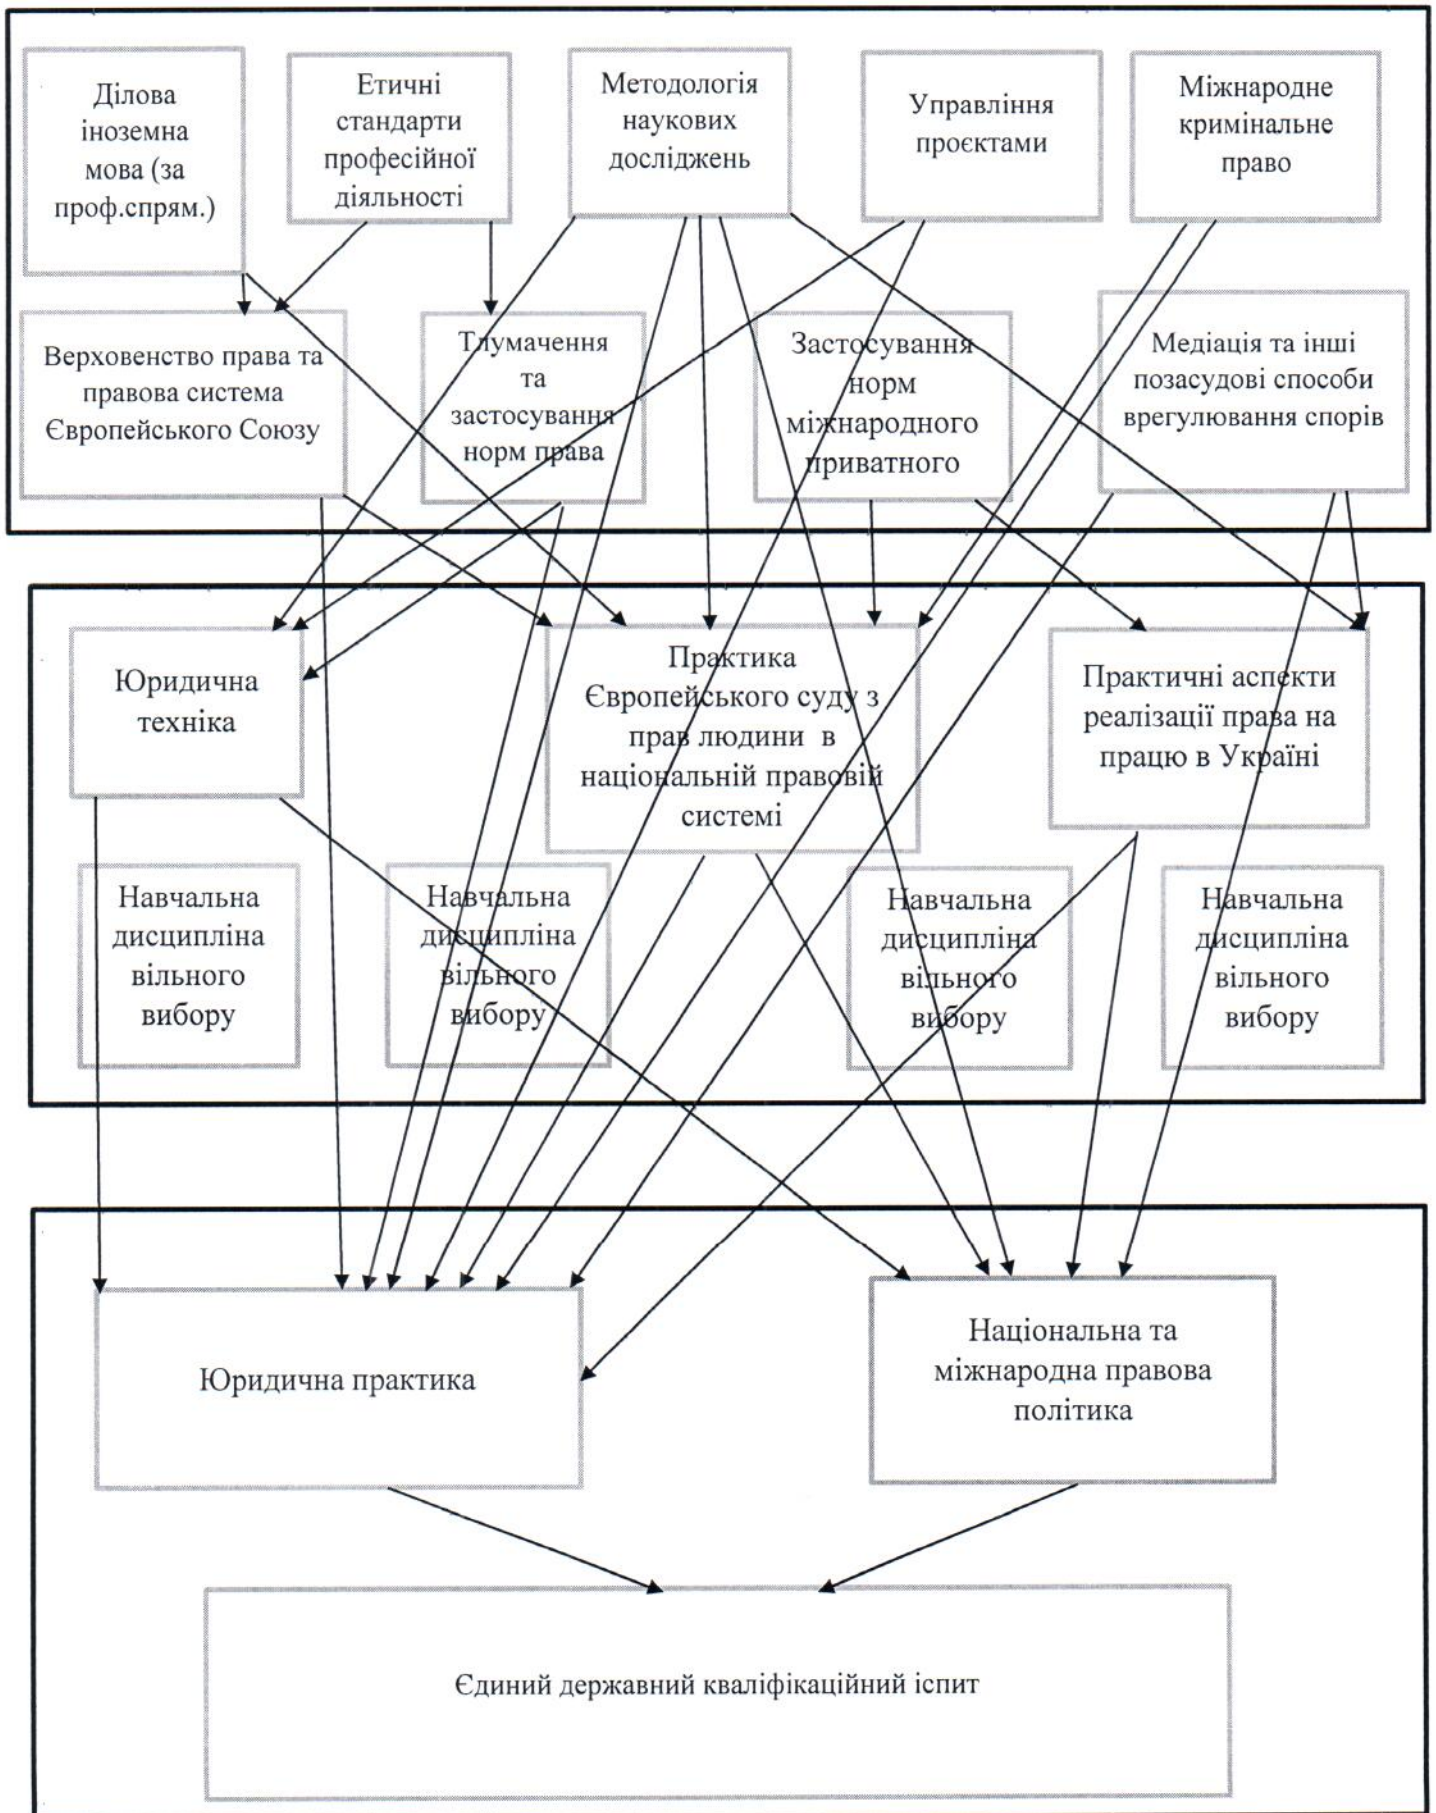 Ділова
іноземна
мова (за
проф.спрям.)
Етичні
стандарти
професійної
діяльності
Методологія
наукових
досліджень
Управління
проєктами
Міжнародне
кримінальне
право
Верховенство права та
правова система
Європейського Союзу
Тлумачення
та
застосування
норм права
Застосування
норм
міжнародного
приватного
Медіація та інші
позасудові способи
врегулювання спорів
Юридична
техніка
Практика
Європейського суду з
прав людини в
національній правовій
системі
Практичні аспекти
реалізації права на
працю в Україні
Навчальна
дисципліна
вільного
вибору
Навчальна
дисципліна
вільного
вибору
Навчальна
дисципліна
вільного
вибору
Навчальна
дисципліна
вільного
вибору
Юридична практика
Національна та
міжнародна правова
політика
Єдиний державний кваліфікаційний іспит